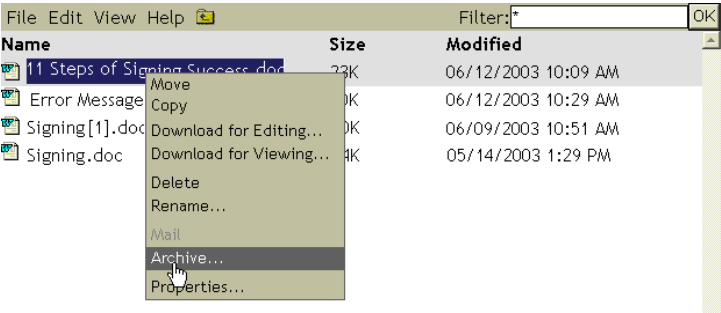 File Edit View Help Filter:* OK
Name Size Modified
11 Steps of Signing Success.doc 23K 06/12/2003 10:09 AM
Move
Error Message 06/12/2003 10:29 AM
Copy
Signing[1].doc 06/09/2003 10:51 AM
Download for Editing...
Signing.doc 05/14/2003 1:29 PM
Download for Viewing...
Delete
Rename...
Mail
Archive...
Properties...